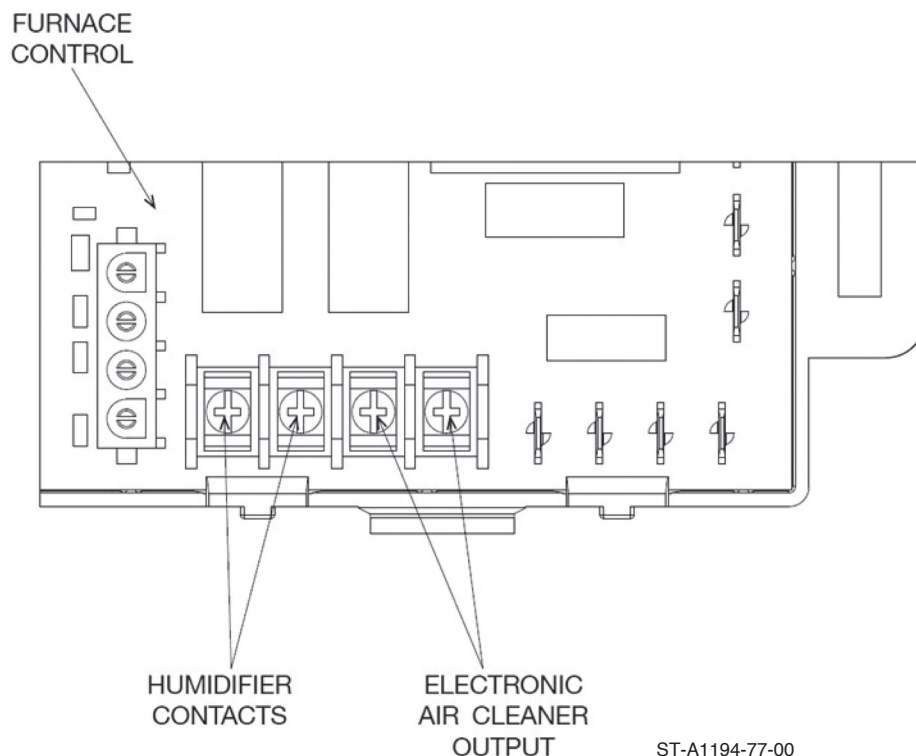 FURNACE
CONTROL
HUMIDIFIER
CONTACTS
ELECTRONIC
AIR CLEANER
OUTPUT
ST-A1194-77-00